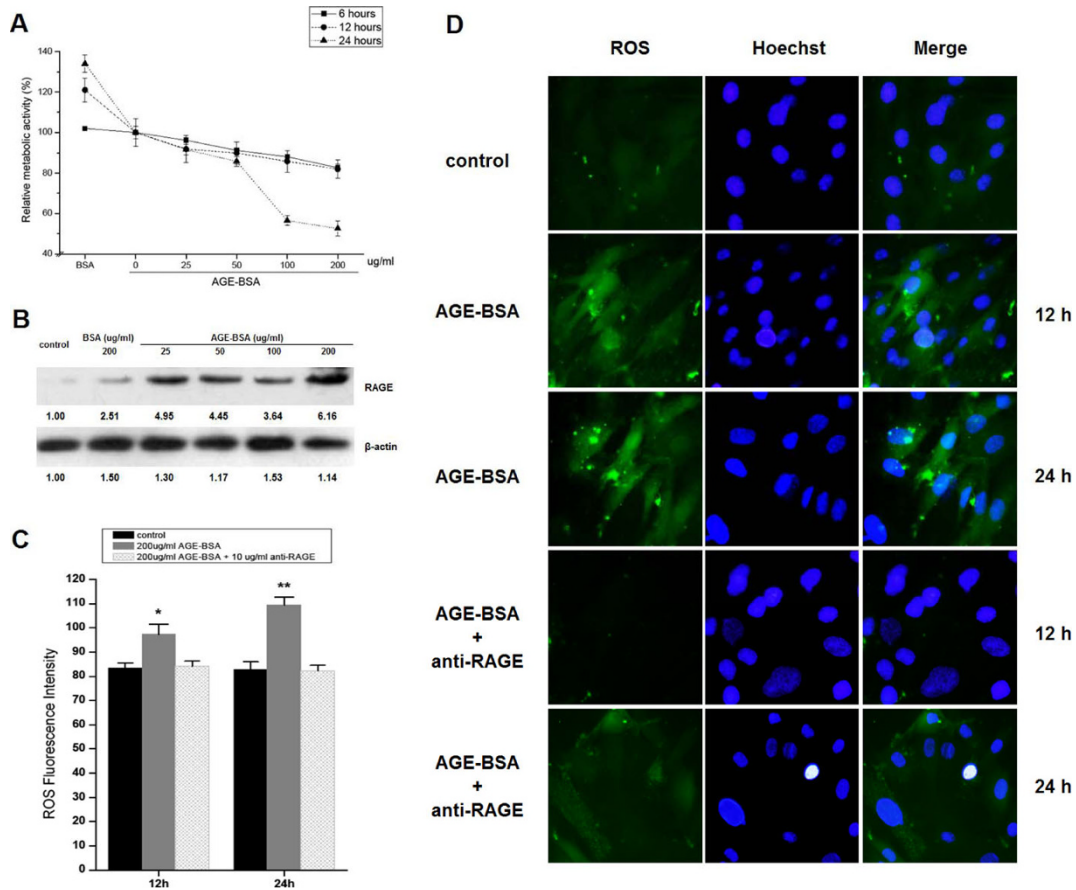 A
6 hours
12 hours
24 hours
Relative metabolic activity (%)
140
120
100
80
60
40
BSA 0 25 50 100 200 ug/ml
AGE-BSA
B
control BSA (ug/ml) AGE-BSA (ug/ml)
200 25 50 100 200
RAGE
1.00 2.51 4.95 4.45 3.64 6.16
β-actin
1.00 1.50 1.30 1.17 1.53 1.14
C
control
200ug/ml AGE-BSA
200ug/ml AGE-BSA + 10 ug/ml anti-RAGE
ROS Fluorescence Intensity
120
110
100
90
80
70
60
50
40
30
20
10
0
* **
12h 24h
D
ROS Hoechst Merge
control
AGE-BSA 12 h
AGE-BSA 24 h
AGE-BSA
+ 12 h
anti-RAGE
AGE-BSA
+ 24 h
anti-RAGE